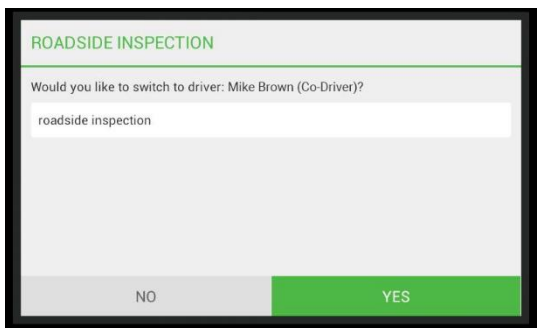 ROADSIDE INSPECTION
Would you like to switch to driver: Mike Brown (Co-Driver)?
roadside inspection
NO
YES